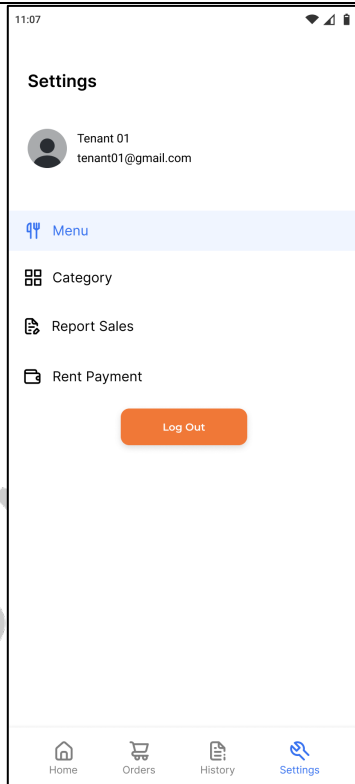 11:07
Settings
Tenant 01
tenant01@gmail.com
Menu
Category
Report Sales
Rent Payment
Log Out
Home
Orders
History
Settings